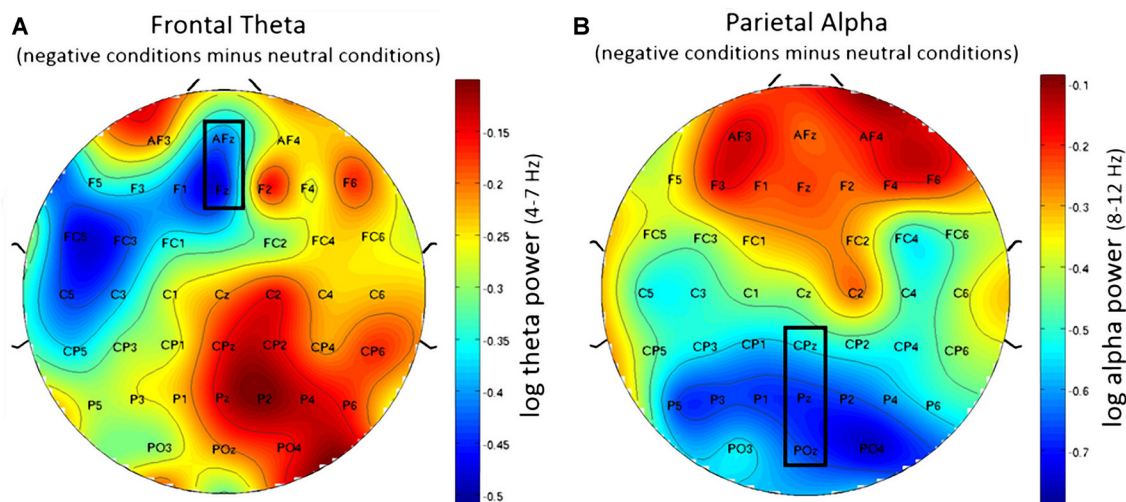 A
Frontal Theta
(negative conditions minus neutral conditions)
AF3 AFz AF4
F5 F3 F1 Fz F2 F4 F6
FC5 FC3 FC1 FC2 FC4 FC6
C5 C3 C1 Cz C2 C4 C6
CP5 CP3 CP1 CPz CP2 CP4 CP6
P5 P3 P1 Pz P2 P4 P6
PO3 POz PO4
-0.15
-0.2
-0.25
-0.3
-0.35
-0.4
-0.45
-0.5
log theta power (4-7 Hz)
B
Parietal Alpha
(negative conditions minus neutral conditions)
AF3 AFz AF4
F5 F3 F1 Fz F2 F4 F6
FC5 FC3 FC1 FC2 FC4 FC6
C5 C3 C1 Cz C2 C4 C6
CP5 CP3 CP1 CPz CP2 CP4 CP6
P5 P3 P1 Pz P2 P4 P6
PO3 POz PO4
-0.1
-0.2
-0.3
-0.4
-0.5
-0.6
-0.7
log alpha power (8-12 Hz)